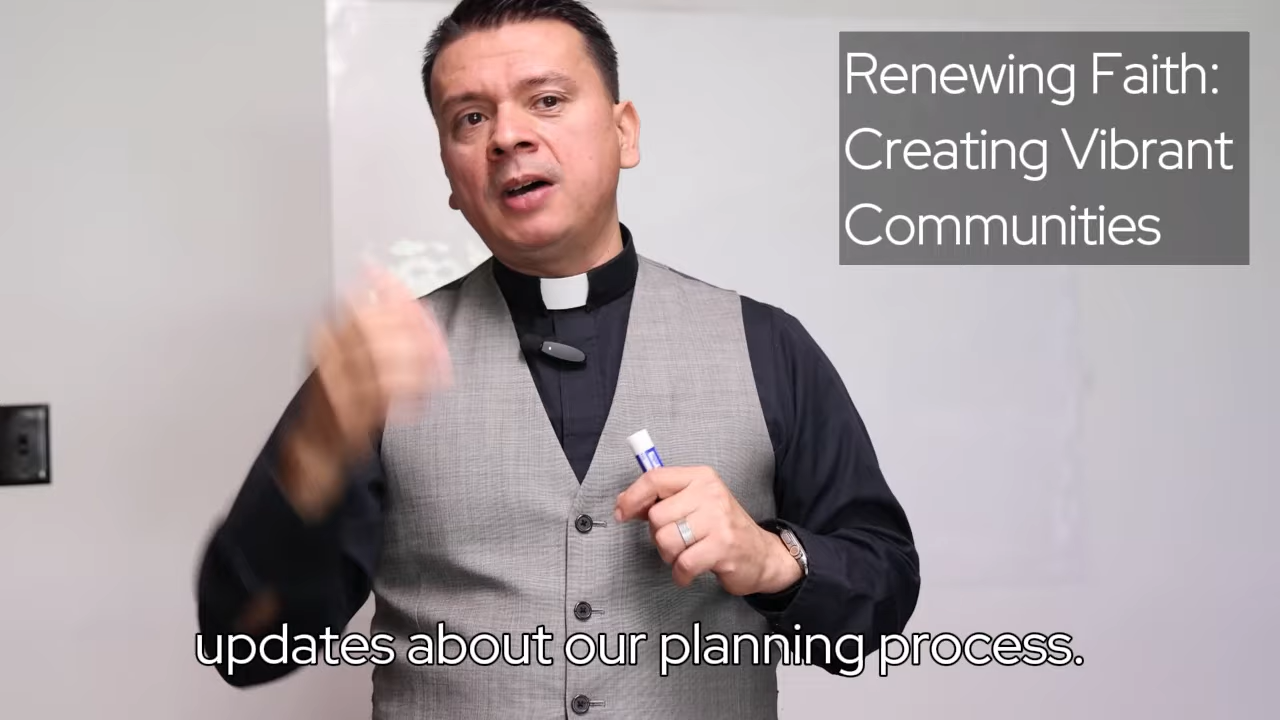 Renewing Faith:
Creating Vibrant
Communities
updates about our planning process.